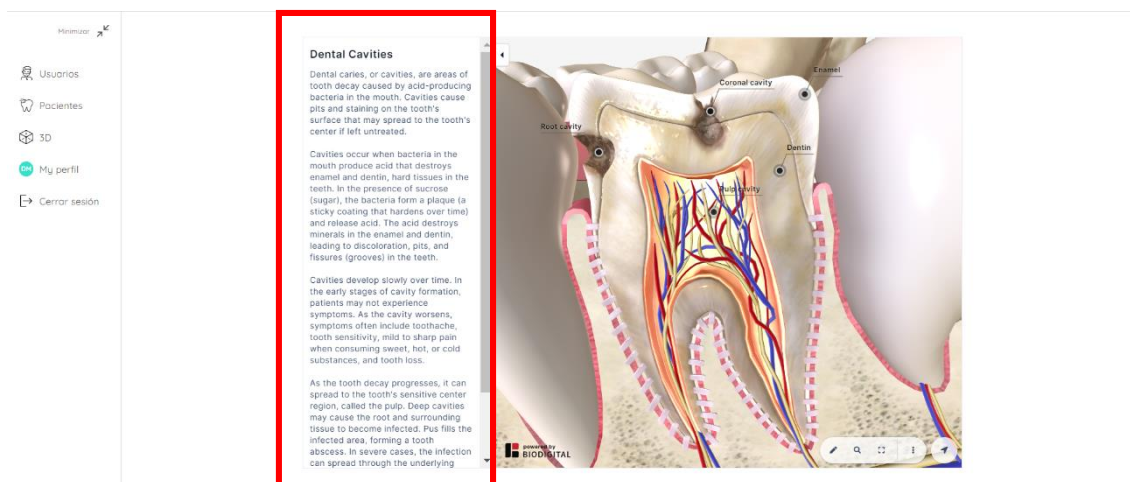 Minimizar
Usuarios
Pacientes
3D
My perfil
Cerrar sesión
DM
Dental Cavities
Dental caries, or cavities, are areas of
tooth decay caused by acid-producing
bacteria in the mouth. Cavities cause
pits and staining on the tooth's
surface that may spread to the tooth's
center if left untreated.
Cavities occur when bacteria in the
mouth produce acid that destroys
enamel and dentin, hard tissues in the
teeth. In the presence of sucrose
(sugar), the bacteria form a plaque (a
sticky coating that hardens over time)
and release acid. The acid destroys
minerals in the enamel and dentin,
leading to discoloration, pits, and
fissures (grooves) in the teeth.
Cavities develop slowly over time. In
the early stages of cavity formation,
patients may not experience
symptoms. As the cavity worsens,
symptoms often include toothache,
tooth sensitivity, mild to sharp pain
when consuming sweet, hot, or cold
substances, and tooth loss.
As the tooth decay progresses, it can
spread to the tooth's sensitive center
region, called the pulp. Deep cavities
may cause the root and surrounding
tissue to become infected. Pus fills the
infected area, forming a tooth
abscess. In severe cases, the infection
can spread through the underlying
Enamel
Coronal cavity
Root cavity
Dentin
Pulp cavity
powered by
BIODIGITAL